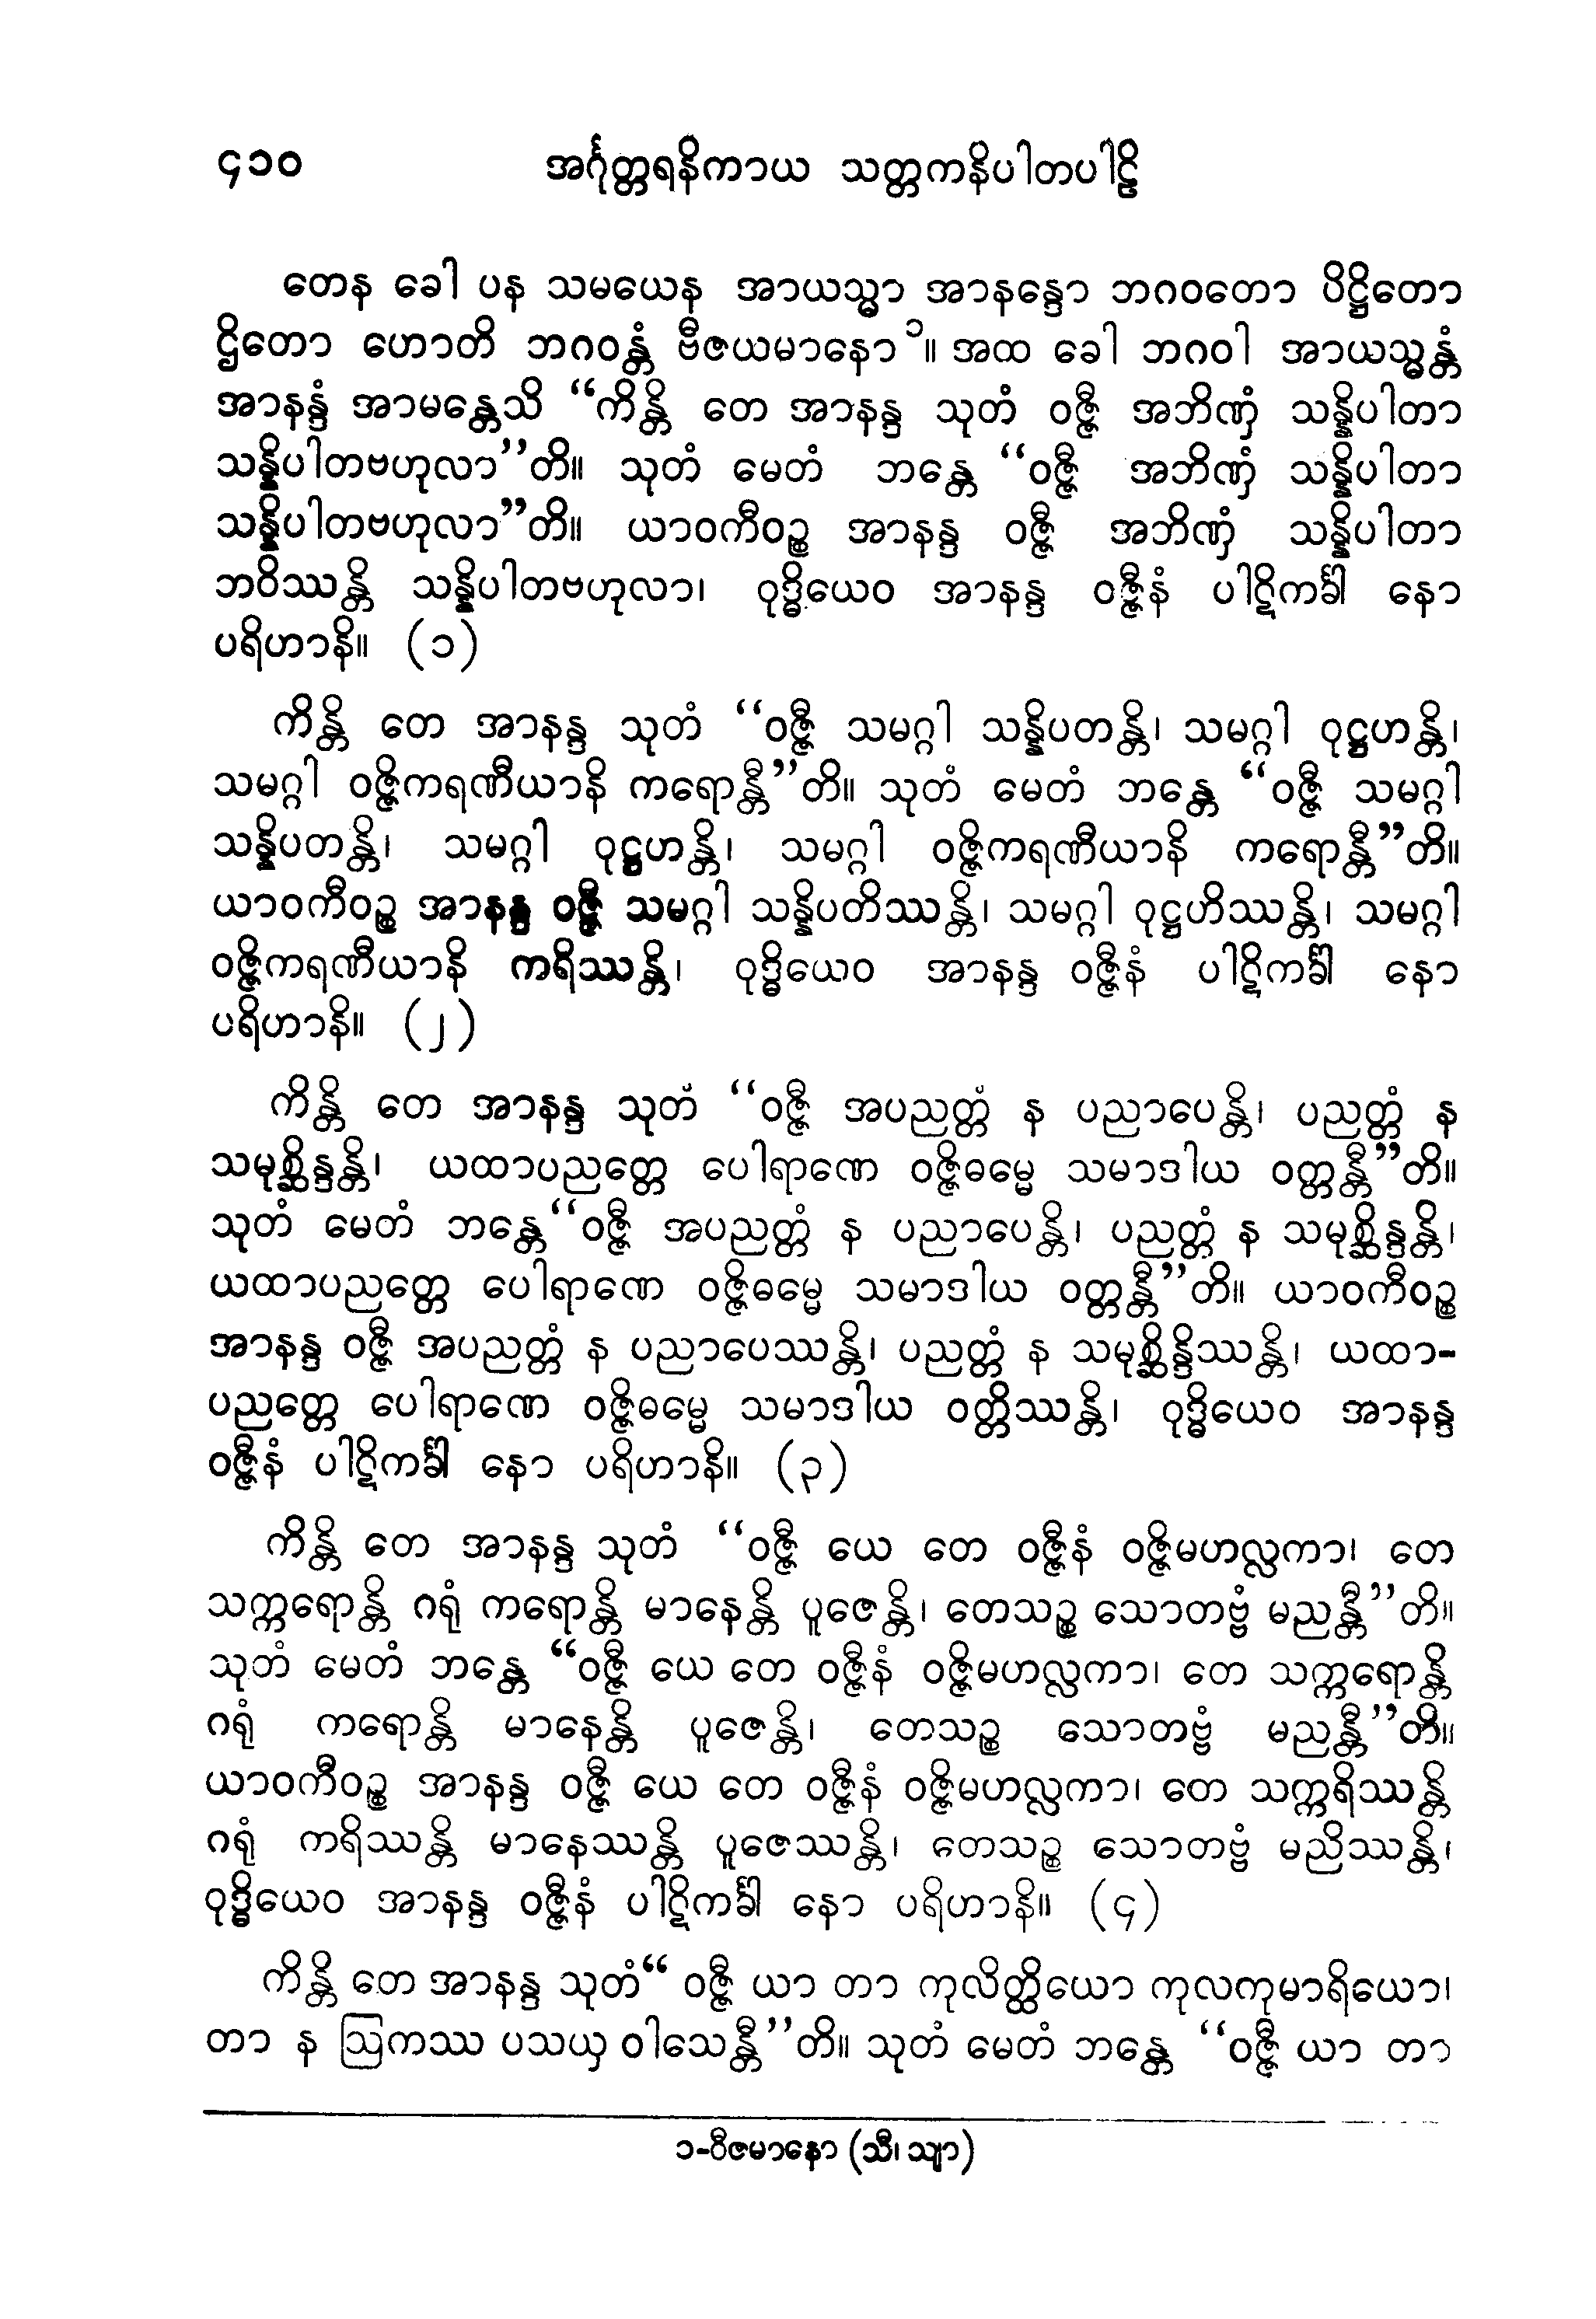 ၄၁၀ အင်္ဂုတ္တရနိကာယ သတ္တကနိပါတပါဠိ
တေန ခေါ ပန သမယေန အာယသ္မာ အာနန္ဒော ဘဂဝတော ပိဋ္ဌိတော
ဌိတော ဟောတိ ဘဂဝန္တံ ဗီဇယမာနော ၁။ အထ ခေါ ဘဂဝါ အာယသ္မန္တံ
အာနန္ဒံ အာမန္တေသိ “ကိန္တိ တေ အာနန္ဒ သုတံ ဝဇ္ဇီ အဘိဏှံ သန္နိပါတာ
သန္နိပါတဗဟုလာ”တိ။ သုတံ မေတံ ဘန္တေ “ဝဇ္ဇီ အဘိဏှံ သန္နိပါတာ
သန္နိပါတဗဟုလာ”တိ။ ယာဝကီဝဉ္စ အာနန္ဒ ဝဇ္ဇီ အဘိဏှံ သန္နိပါတာ
ဘဝိဿန္တိ သန္နိပါတဗဟုလာ၊ ဝုဒ္ဓိယေဝ အာနန္ဒ ဝဇ္ဇီနံ ပါဋိကင်္ခါ နော
ပရိဟာနိ။ (၁)
ကိန္တိ တေ အာနန္ဒ သုတံ “ဝဇ္ဇီ သမဂ္ဂါ သန္နိပတန္တိ၊ သမဂ္ဂါ ဝုဋ္ဌဟန္တိ၊
သမဂ္ဂါ ဝဇ္ဇိကရဏီယာနိ ကရောန္တီ”တိ။ သုတံ မေတံ ဘန္တေ “ဝဇ္ဇီ သမဂ္ဂါ
သန္နိပတန္တိ၊ သမဂ္ဂါ ဝုဋ္ဌဟန္တိ၊ သမဂ္ဂါ ဝဇ္ဇိကရဏီယာနိ ကရောန္တီ”တိ။
ယာဝကီဝဉ္စ အာနန္ဒ ဝဇ္ဇီ သမဂ္ဂါ သန္နိပတိဿန္တိ၊ သမဂ္ဂါ ဝုဋ္ဌဟိဿန္တိ၊ သမဂ္ဂါ
ဝဇ္ဇိကရဏီယာနိ ကရိဿန္တိ၊ ဝုဒ္ဓိယေဝ အာနန္ဒ ဝဇ္ဇီနံ ပါဋိကင်္ခါ နော
ပရိဟာနိ။ (၂)
ကိန္တိ တေ အာနန္ဒ သုတံ “ဝဇ္ဇီ အပညတ္တံ န ပညာပေန္တိ၊ ပညတ္တံ န
သမုစ္ဆိန္ဒန္တိ၊ ယထာပညတ္တေ ပေါရာဏေ ဝဇ္ဇိဓမ္မေ သမာဒါယ ဝတ္တန္တီ”တိ။
သုတံ မေတံ ဘန္တေ “ဝဇ္ဇီ အပညတ္တံ န ပညာပေန္တိ၊ ပညတ္တံ န သမုစ္ဆိန္ဒန္တိ၊
ယထာပညတ္တေ ပေါရာဏေ ဝဇ္ဇိဓမ္မေ သမာဒါယ ဝတ္တန္တီ”တိ။ ယာဝကီဝဉ္စ
အာနန္ဒ ဝဇ္ဇီ အပညတ္တံ န ပညာပေဿန္တိ၊ ပညတ္တံ န သမုစ္ဆိန္ဒိဿန္တိ၊ ယထာ-
ပညတ္တေ ပေါရာဏေ ဝဇ္ဇိဓမ္မေ သမာဒါယ ဝတ္တိဿန္တိ၊ ဝုဒ္ဓိယေဝ အာနန္ဒ
ဝဇ္ဇီနံ ပါဋိကင်္ခါ နော ပရိဟာနိ။ (၃)
ကိန္တိ တေ အာနန္ဒ သုတံ “ဝဇ္ဇီ ယေ တေ ဝဇ္ဇီနံ ဝဇ္ဇိမဟလ္လကာ၊ တေ
သက္ကရောန္တိ ဂရုံ ကရောန္တိ မာနေန္တိ ပူဇေန္တိ၊ တေသဉ္စ သောတဗ္ဗံ မညန္တီ”တိ။
သုတံ မေတံ ဘန္တေ “ဝဇ္ဇီ ယေ တေ ဝဇ္ဇီနံ ဝဇ္ဇိမဟလ္လကာ၊ တေ သက္ကရောန္တိ
ဂရုံ ကရောန္တိ မာနေန္တိ ပူဇေန္တိ၊ တေသဉ္စ သောတဗ္ဗံ မညန္တီ”တိ။
ယာဝကီဝဉ္စ အာနန္ဒ ဝဇ္ဇီ ယေ တေ ဝဇ္ဇီနံ ဝဇ္ဇိမဟလ္လကာ၊ တေ သက္ကရိဿန္တိ
ဂရုံ ကရိဿန္တိ မာနေဿန္တိ ပူဇေဿန္တိ၊ တေသဉ္စ သောတဗ္ဗံ မညိဿန္တိ၊
ဝုဒ္ဓိယေဝ အာနန္ဒ ဝဇ္ဇီနံ ပါဋိကင်္ခါ နော ပရိဟာနိ။ (၄)
ကိန္တိ တေ အာနန္ဒ သုတံ“ ဝဇ္ဇီ ယာ တာ ကုလိတ္ထိယော ကုလကုမာရိယော၊
တာ န ဩကဿ ပသယှ ဝါသေန္တီ”တိ။ သုတံ မေတံ ဘန္တေ “ဝဇ္ဇီ ယာ တာ
၁-ဝီဇမာနော (သီ၊ သျာ)